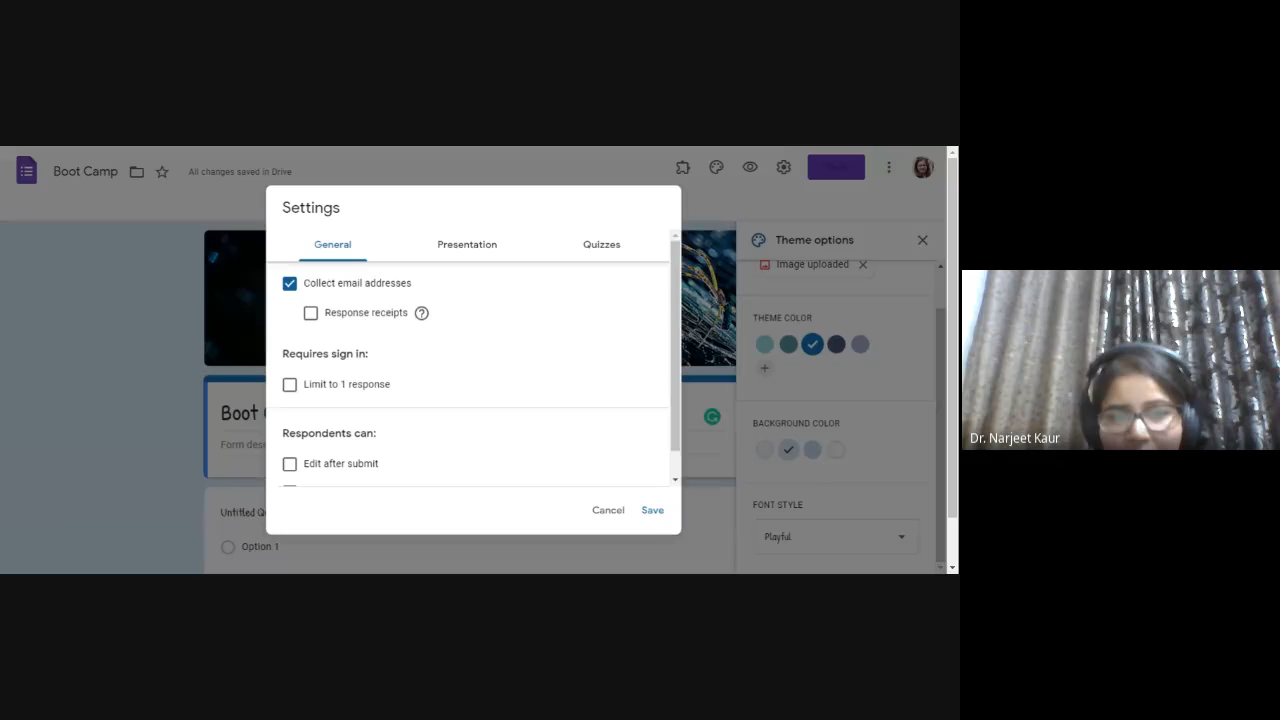 Boot Camp
All changes saved in Drive
Settings
General
Presentation
Quizzes
Collect email addresses
Response receipts
Requires sign in:
Limit to 1 response
Respondents can:
Edit after submit
Cancel
Save
Boot
Form des
Untitled Q
Option 1
Theme options
Image uploaded
THEME COLOR
BACKGROUND COLOR
FONT STYLE
Playful
Dr. Narjeet Kaur